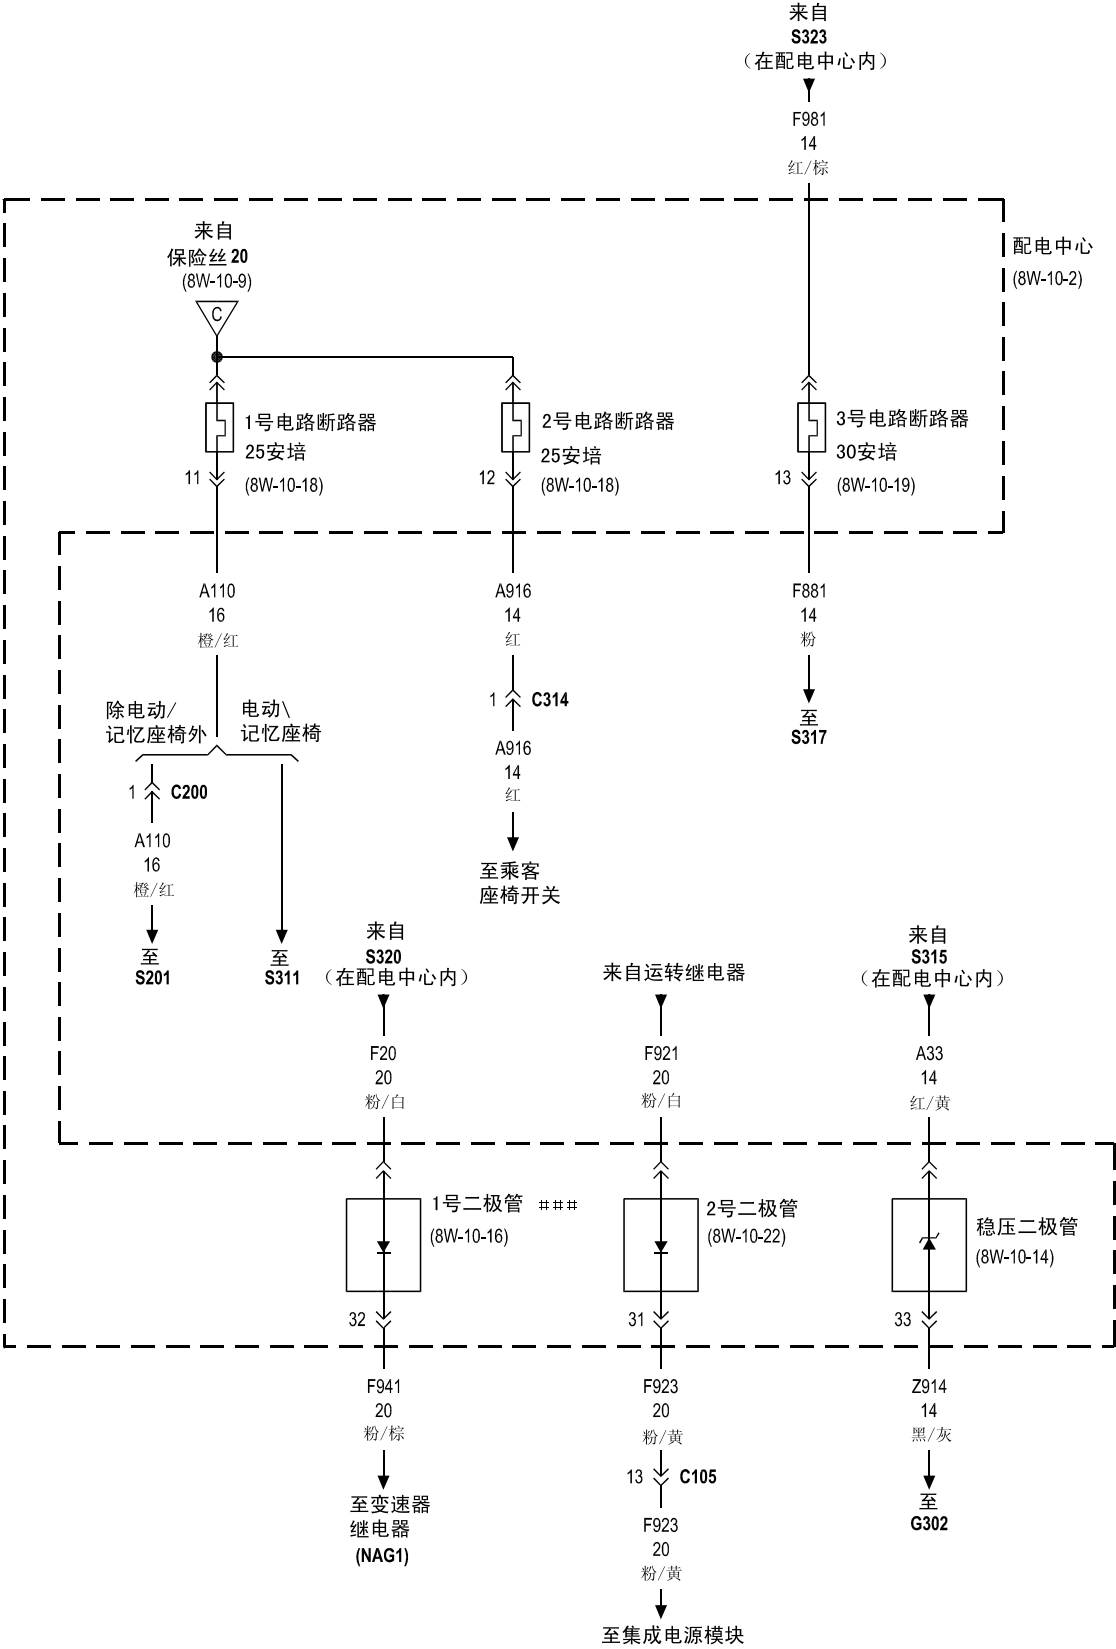 来自
S323
（在配电中心内）
F981
14
红/棕
配电中心
(8W-10-2)
来自
保险丝 20
(8W-10-9)
C
1号电路断路器
25安培
(8W-10-18)
11
2号电路断路器
25安培
(8W-10-18)
12
3号电路断路器
30安培
(8W-10-19)
13
A110
16
橙/红
A916
14
红
F881
14
粉
除电动/
记忆座椅外
电动\
记忆座椅
1 C314
至
S317
A916
14
红
1 C200
A110
16
橙/红
至乘客
座椅开关
至
S201
至
S311
来自
S320
（在配电中心内）
来自运转继电器
来自
S315
（在配电中心内）
F20
20
粉/白
F921
20
粉/白
A33
14
红/黄
1号二极管 ###
(8W-10-16)
2号二极管
(8W-10-22)
稳压二极管
(8W-10-14)
32
31
33
F941
20
粉/棕
F923
20
粉/黄
Z914
14
黑/灰
13 C105
至变速器
继电器
(NAG1)
至
G302
F923
20
粉/黄
至集成电源模块